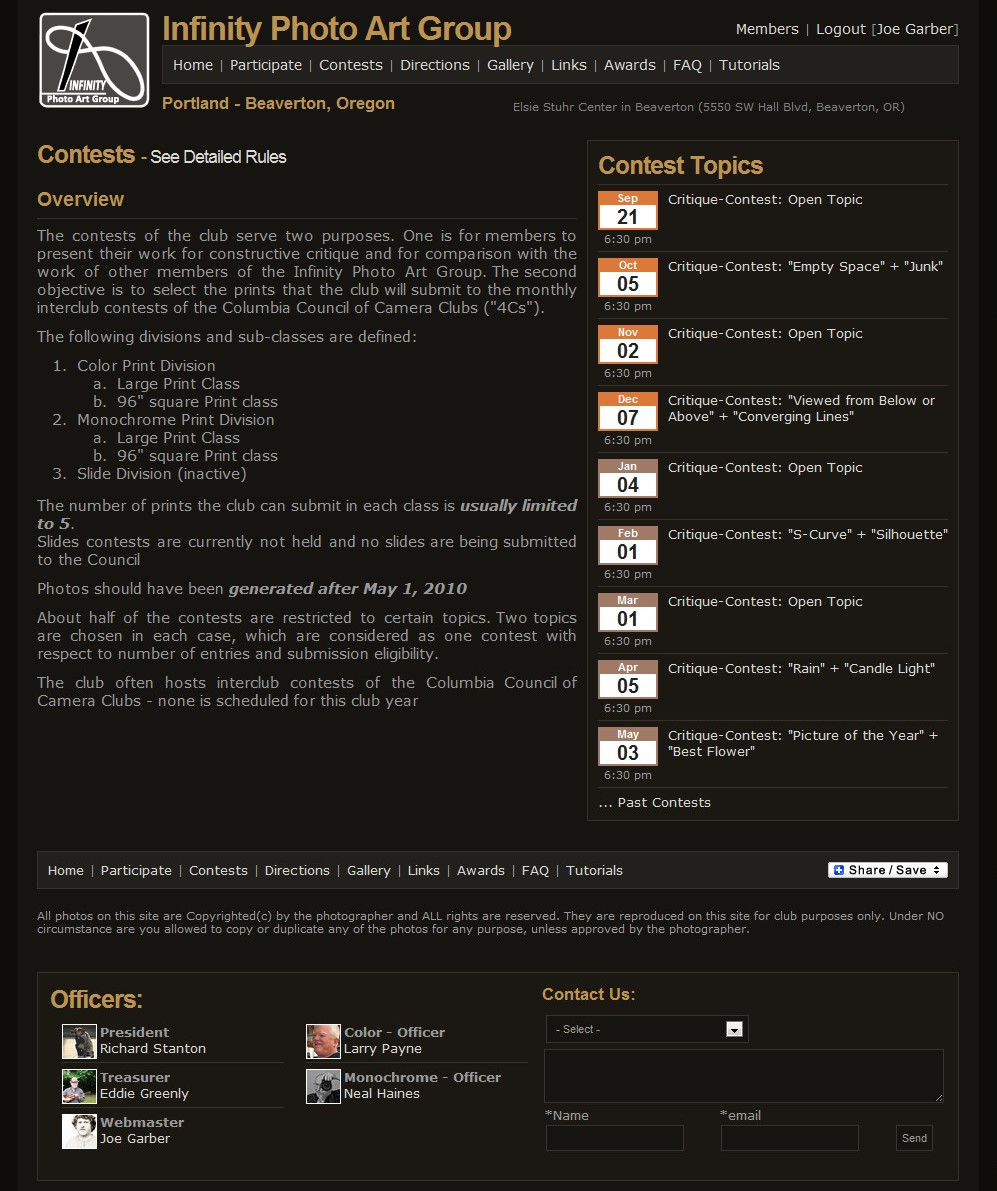 INFINITY
Photo Art Group
Infinity Photo Art Group
Members | Logout [Joe Garber]
Home | Participate | Contests | Directions | Gallery | Links | Awards | FAQ | Tutorials
Portland - Beaverton, Oregon
Elsie Stuhr Center in Beaverton (5550 SW Hall Blvd, Beaverton, OR)
Contests - See Detailed Rules
Overview
The contests of the club serve two purposes. One is for members to
present their work for constructive critique and for comparison with the
work of other members of the Infinity Photo Art Group. The second
objective is to select the prints that the club will submit to the monthly
interclub contests of the Columbia Council of Camera Clubs ("4Cs").
The following divisions and sub-classes are defined:
1. Color Print Division
a. Large Print Class
b. 96" square Print class
2. Monochrome Print Division
a. Large Print Class
b. 96" square Print class
3. Slide Division (inactive)
The number of prints the club can submit in each class is usually limited
to 5.
Slides contests are currently not held and no slides are being submitted
to the Council
Photos should have been generated after May 1, 2010
About half of the contests are restricted to certain topics. Two topics
are chosen in each case, which are considered as one contest with
respect to number of entries and submission eligibility.
The club often hosts interclub contests of the Columbia Council of
Camera Clubs - none is scheduled for this club year
Contest Topics
Sep
21
6:30 pm
Critique-Contest: Open Topic
Oct
05
6:30 pm
Critique-Contest: "Empty Space" + "Junk"
Nov
02
6:30 pm
Critique-Contest: Open Topic
Dec
07
6:30 pm
Critique-Contest: "Viewed from Below or
Above" + "Converging Lines"
Jan
04
6:30 pm
Critique-Contest: Open Topic
Feb
01
6:30 pm
Critique-Contest: "S-Curve" + "Silhouette"
Mar
01
6:30 pm
Critique-Contest: Open Topic
Apr
05
6:30 pm
Critique-Contest: "Rain" + "Candle Light"
May
03
6:30 pm
Critique-Contest: "Picture of the Year" +
"Best Flower"
... Past Contests
Home | Participate | Contests | Directions | Gallery | Links | Awards | FAQ | Tutorials
Share / Save
All photos on this site are Copyrighted(c) by the photographer and ALL rights are reserved. They are reproduced on this site for club purposes only. Under NO
circumstance are you allowed to copy or duplicate any of the photos for any purpose, unless approved by the photographer.
Officers:
President
Richard Stanton
Color - Officer
Larry Payne
Treasurer
Eddie Greenly
Monochrome - Officer
Neal Haines
Webmaster
Joe Garber
Contact Us:
- Select -
*Name
*email
Send